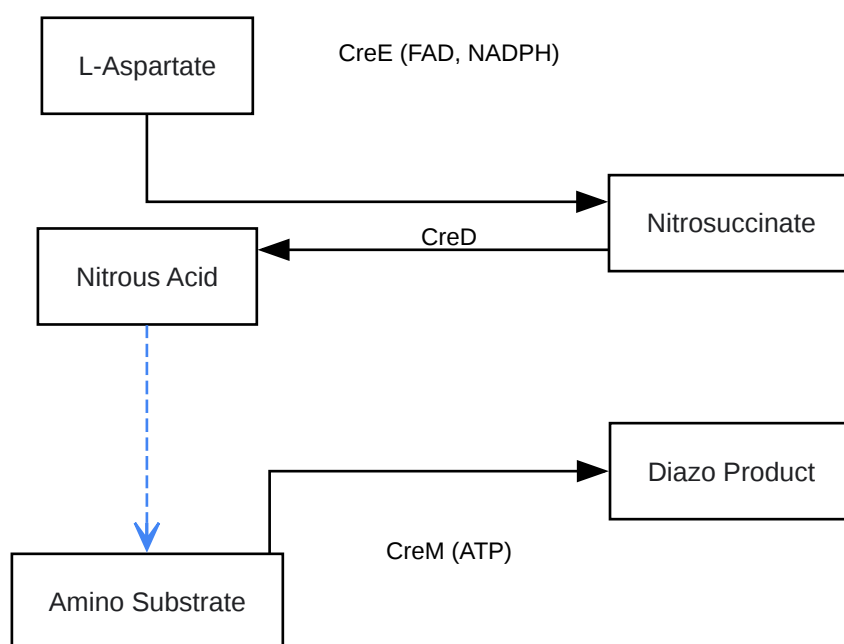 L-Aspartate
CreE (FAD, NADPH)
Nitrosuccinate
CreD
Nitrous Acid
Diazo Product
CreM (ATP)
Amino Substrate